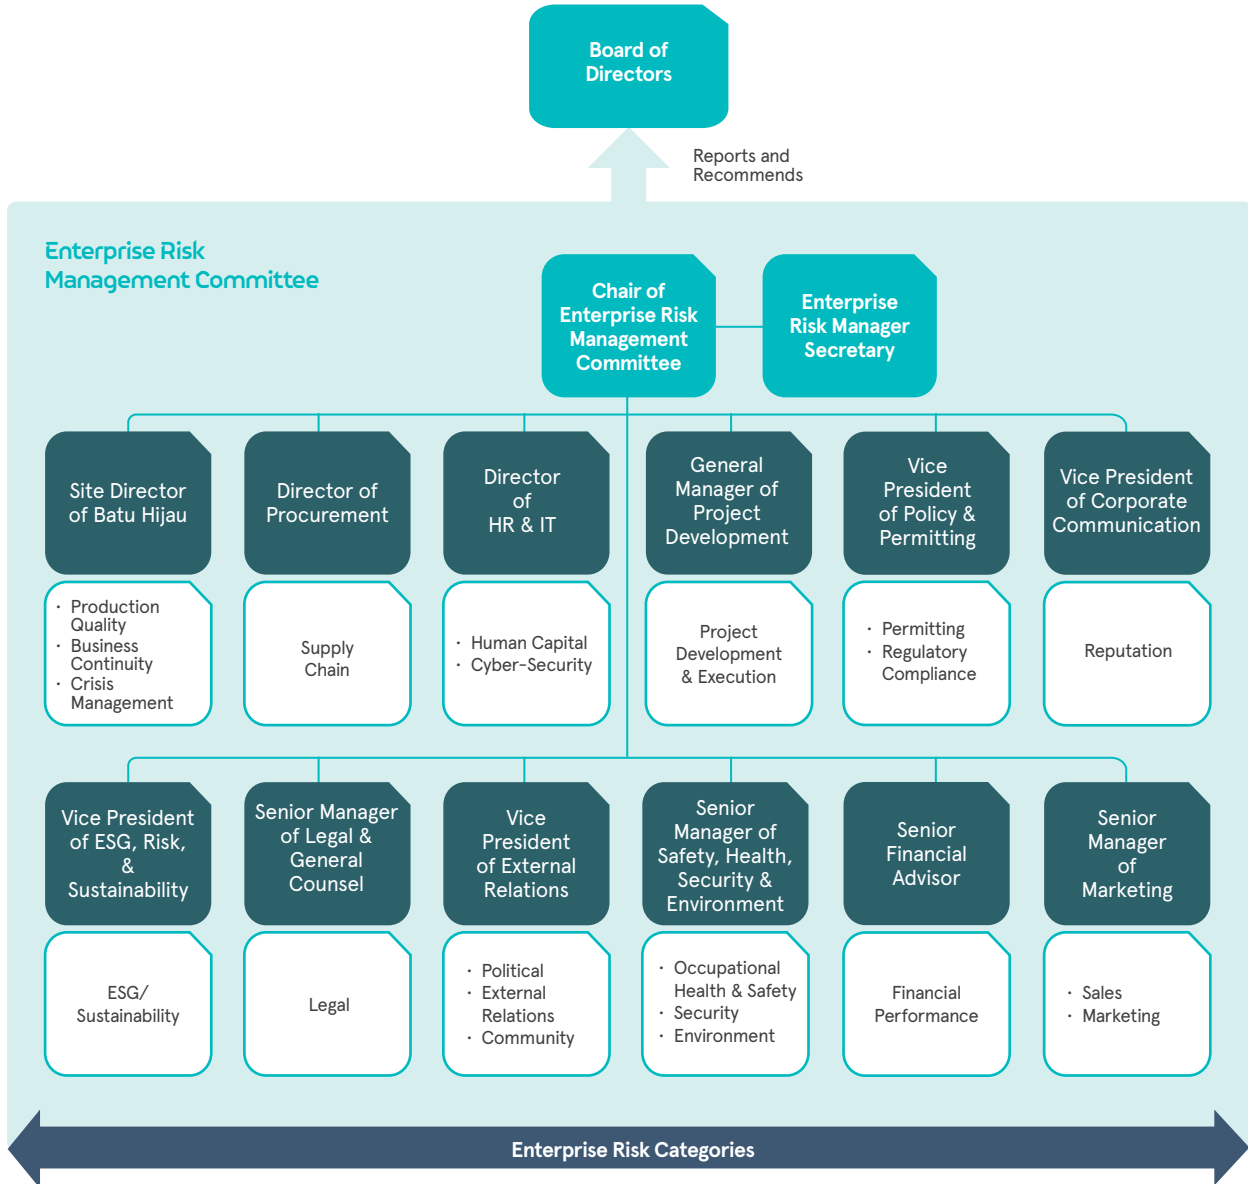 Board of
Directors
Reports and
Recommends
Enterprise Risk
Management Committee
Chair of
Enterprise Risk
Management
Committee
Enterprise
Risk Manager
Secretary
Site Director
of Batu Hijau
Director of
Procurement
Director
of
HR & IT
General
Manager of
Project
Development
Vice
President
of Policy &
Permitting
Vice President
of Corporate
Communication
· Production
Quality
· Business
Continuity
· Crisis
Management
Supply
Chain
· Human Capital
· Cyber-Security
Project
Development
& Execution
· Permitting
· Regulatory
Compliance
Reputation
Vice President
of ESG, Risk,
&
Sustainability
Senior Manager
of Legal &
General
Counsel
Vice
President
of External
Relations
Senior
Manager of
Safety, Health,
Security &
Environment
Senior
Financial
Advisor
Senior
Manager
of
Marketing
ESG/
Sustainability
Legal
· Political
· External
Relations
· Community
· Occupational
Health & Safety
· Security
· Environment
Financial
Performance
· Sales
· Marketing
Enterprise Risk Categories